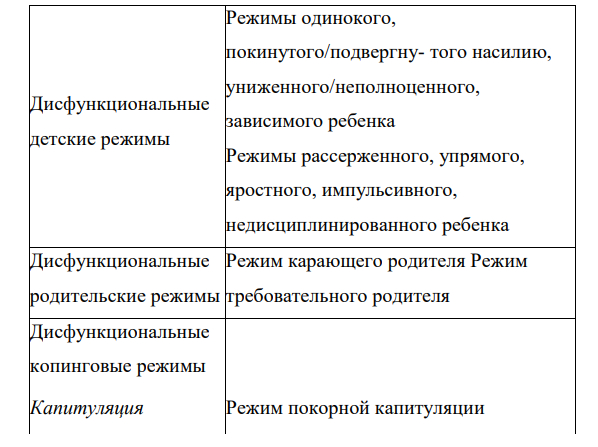 Дисфункциональные
детские режимы
Режимы одинокого,
покинутого/подвергну- того насилию,
униженного/неполноценного,
зависимого ребенка
Режимы рассерженного, упрямого,
яростного, импульсивного,
недисциплинированного ребенка
Дисфункциональные
родительские режимы
Режим карающего родителя Режим
требовательного родителя
Дисфункциональные
копинговые режимы
Капитуляция
Режим покорной капитуляции